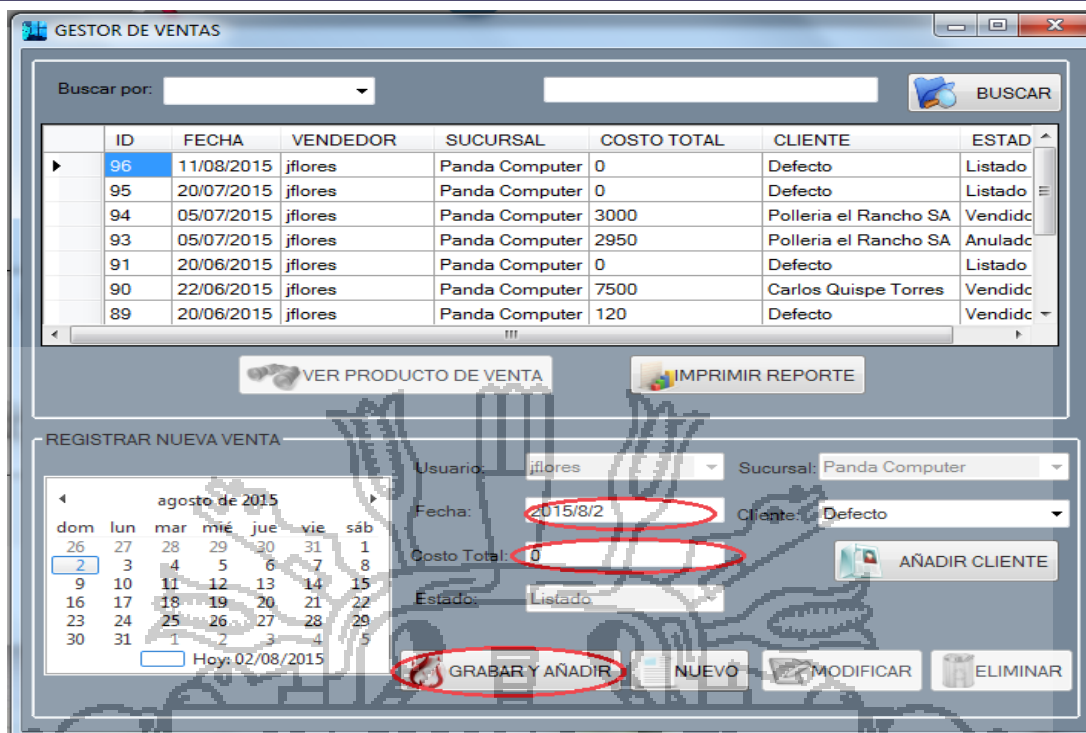 GESTOR DE VENTAS
Buscar por: BUSCAR
ID FECHA VENDEDOR SUCURSAL COSTO TOTAL CLIENTE ESTAD
96 11/08/2015 jflores Panda Computer 0 Defecto Listado
95 20/07/2015 jflores Panda Computer 0 Defecto Listado
94 05/07/2015 jflores Panda Computer 3000 Polleria el Rancho SA Vendido
93 05/07/2015 jflores Panda Computer 2950 Polleria el Rancho SA Anulado
91 20/06/2015 jflores Panda Computer 0 Defecto Listado
90 22/06/2015 jflores Panda Computer 7500 Carlos Quispe Torres Vendido
89 20/06/2015 jflores Panda Computer 120 Defecto Vendido
VER PRODUCTO DE VENTA IMPRIMIR REPORTE
REGISTRAR NUEVA VENTA
Usuario: jflores Sucursal: Panda Computer
Fecha: 2015/8/2 Cliente: Defecto
Costo Total: 0 AÑADIR CLIENTE
Estado: Listado
agosto de 2015
dom lun mar mié jue vie sáb
26 27 28 29 30 31 1
2 3 4 5 6 7 8
9 10 11 12 13 14 15
16 17 18 19 20 21 22
23 24 25 26 27 28 29
30 31 1 2 3 4 5
Hoy: 02/08/2015
GRABAR Y AÑADIR NUEVO MODIFICAR ELIMINAR